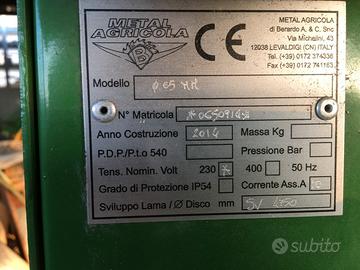 METAL
AGRICOLA
B
CE
METAL AGRICOLA
di Berardo A. & C. Snc
Via Michalini, 43
12038 LEVALDIGI (CN) ITALY
Tel. +39 0172 374336
Fax +39 0172 741163
Modello
N° Matricola
Anno Costruzione 2014 Massa Kg
P.D.P./P.t.o 540 Pressione Bar
Tens. Nomin. Volt 230 X 400 50 Hz
Grado di Protezione IP54 Corrente Ass.A
Sviluppo Lama / Ø Disco mm
subito